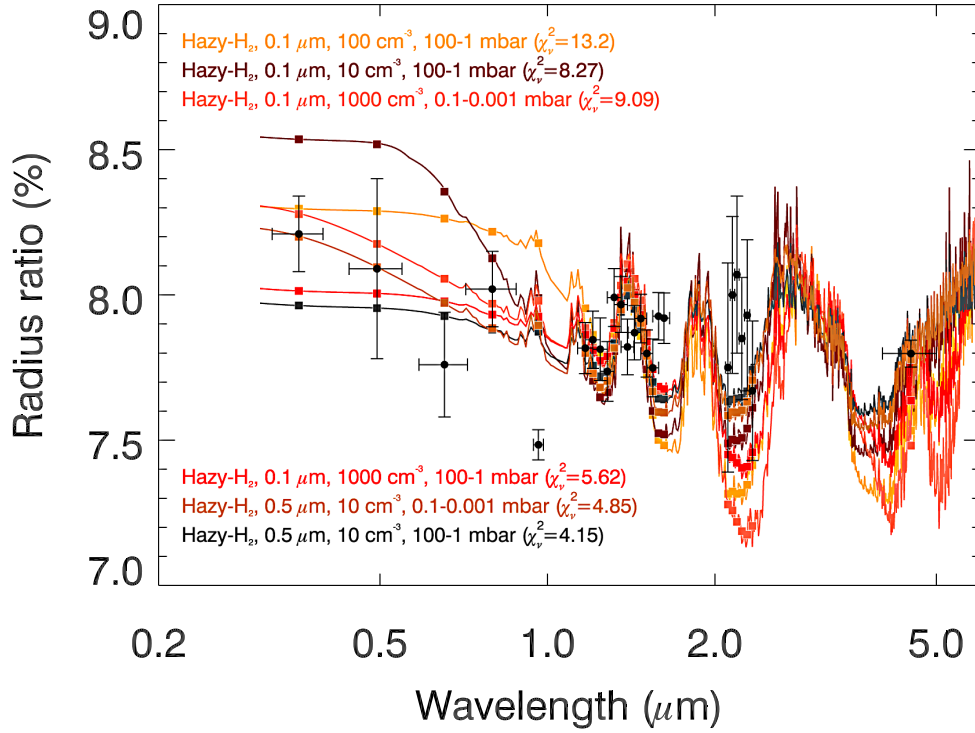 9.0
Hazy-H₂, 0.1 μm, 100 cm⁻³, 100-1 mbar (χ²ᵥ=13.2)
Hazy-H₂, 0.1 μm, 10 cm⁻³, 100-1 mbar (χ²ᵥ=8.27)
Hazy-H₂, 0.1 μm, 1000 cm⁻³, 0.1-0.001 mbar (χ²ᵥ=9.09)
8.5
Radius ratio (%)
8.0
7.5
Hazy-H₂, 0.1 μm, 1000 cm⁻³, 100-1 mbar (χ²ᵥ=5.62)
Hazy-H₂, 0.5 μm, 10 cm⁻³, 0.1-0.001 mbar (χ²ᵥ=4.85)
Hazy-H₂, 0.5 μm, 10 cm⁻³, 100-1 mbar (χ²ᵥ=4.15)
7.0
0.2 0.5 1.0 2.0 5.0
Wavelength (μm)